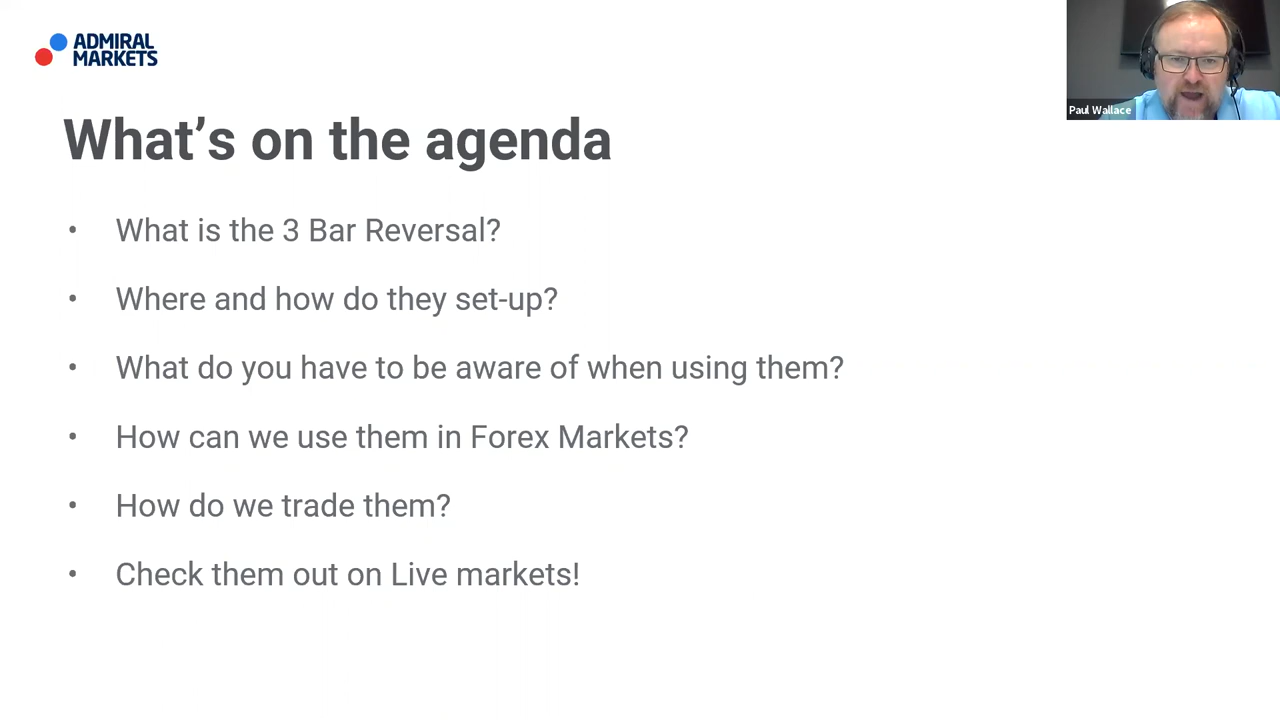 ADMIRAL
MARKETS
Paul Wallace
What’s on the agenda
• What is the 3 Bar Reversal?
• Where and how do they set-up?
• What do you have to be aware of when using them?
• How can we use them in Forex Markets?
• How do we trade them?
• Check them out on Live markets!